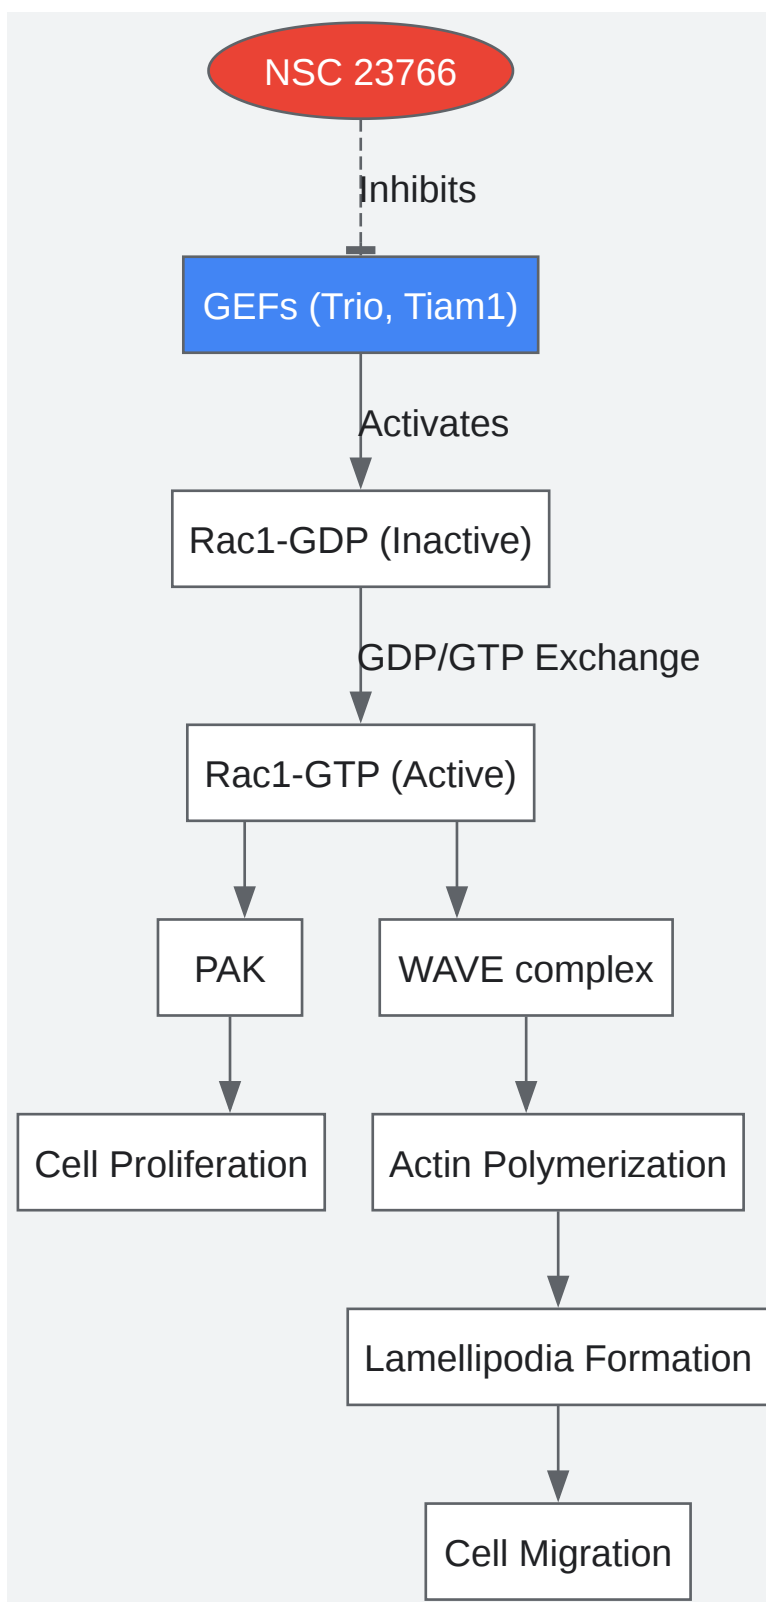 NSC 23766
Inhibits
GEFs (Trio, Tiam1)
Activates
Rac1-GDP (Inactive)
GDP/GTP Exchange
Rac1-GTP (Active)
PAK
WAVE complex
Cell Proliferation
Actin Polymerization
Lamellipodia Formation
Cell Migration